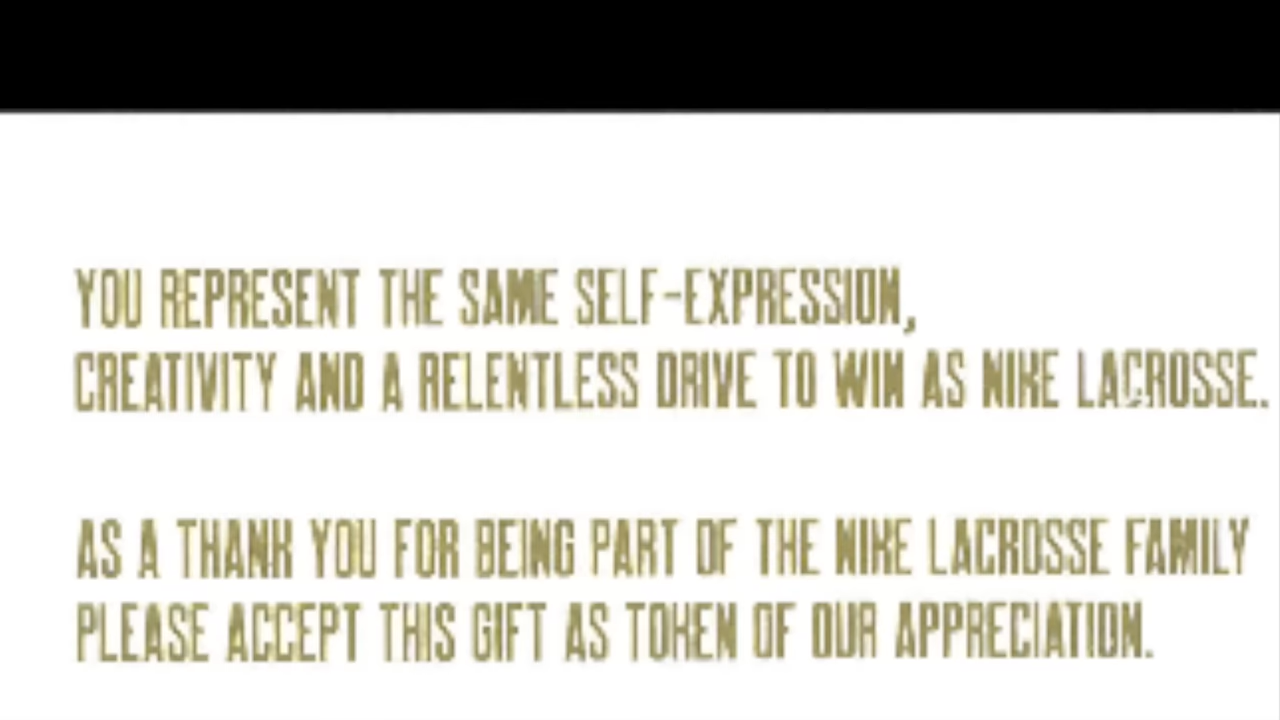 YOU REPRESENT THE SAME SELF-EXPRESSION,
CREATIVITY AND A RELENTLESS DRIVE TO WIN AS NIKE LACROSSE.
AS A THANK YOU FOR BEING PART OF THE NIKE LACROSSE FAMILY
PLEASE ACCEPT THIS GIFT AS TOKEN OF OUR APPRECIATION.